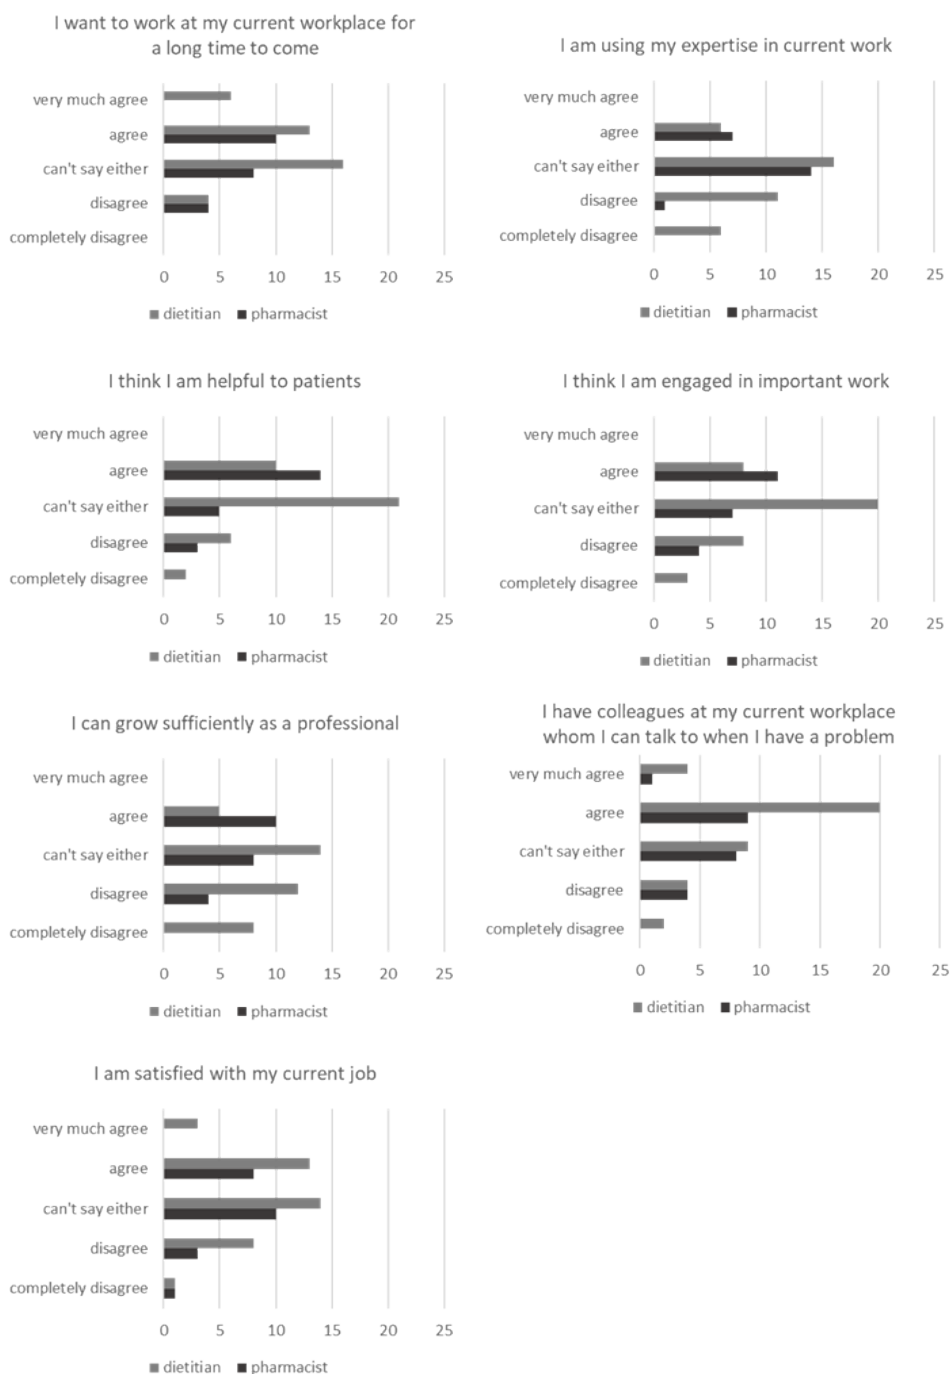 I want to work at my current workplace for
a long time to come
very much agree
agree
can't say either
disagree
completely disagree
0 5 10 15 20 25
dietitian pharmacist
I am using my expertise in current work
very much agree
agree
can't say either
disagree
completely disagree
0 5 10 15 20 25
dietitian pharmacist
I think I am helpful to patients
very much agree
agree
can't say either
disagree
completely disagree
0 5 10 15 20 25
dietitian pharmacist
I think I am engaged in important work
very much agree
agree
can't say either
disagree
completely disagree
0 5 10 15 20 25
dietitian pharmacist
I can grow sufficiently as a professional
very much agree
agree
can't say either
disagree
completely disagree
0 5 10 15 20 25
dietitian pharmacist
I have colleagues at my current workplace
whom I can talk to when I have a problem
very much agree
agree
can't say either
disagree
completely disagree
0 5 10 15 20 25
dietitian pharmacist
I am satisfied with my current job
very much agree
agree
can't say either
disagree
completely disagree
0 5 10 15 20 25
dietitian pharmacist